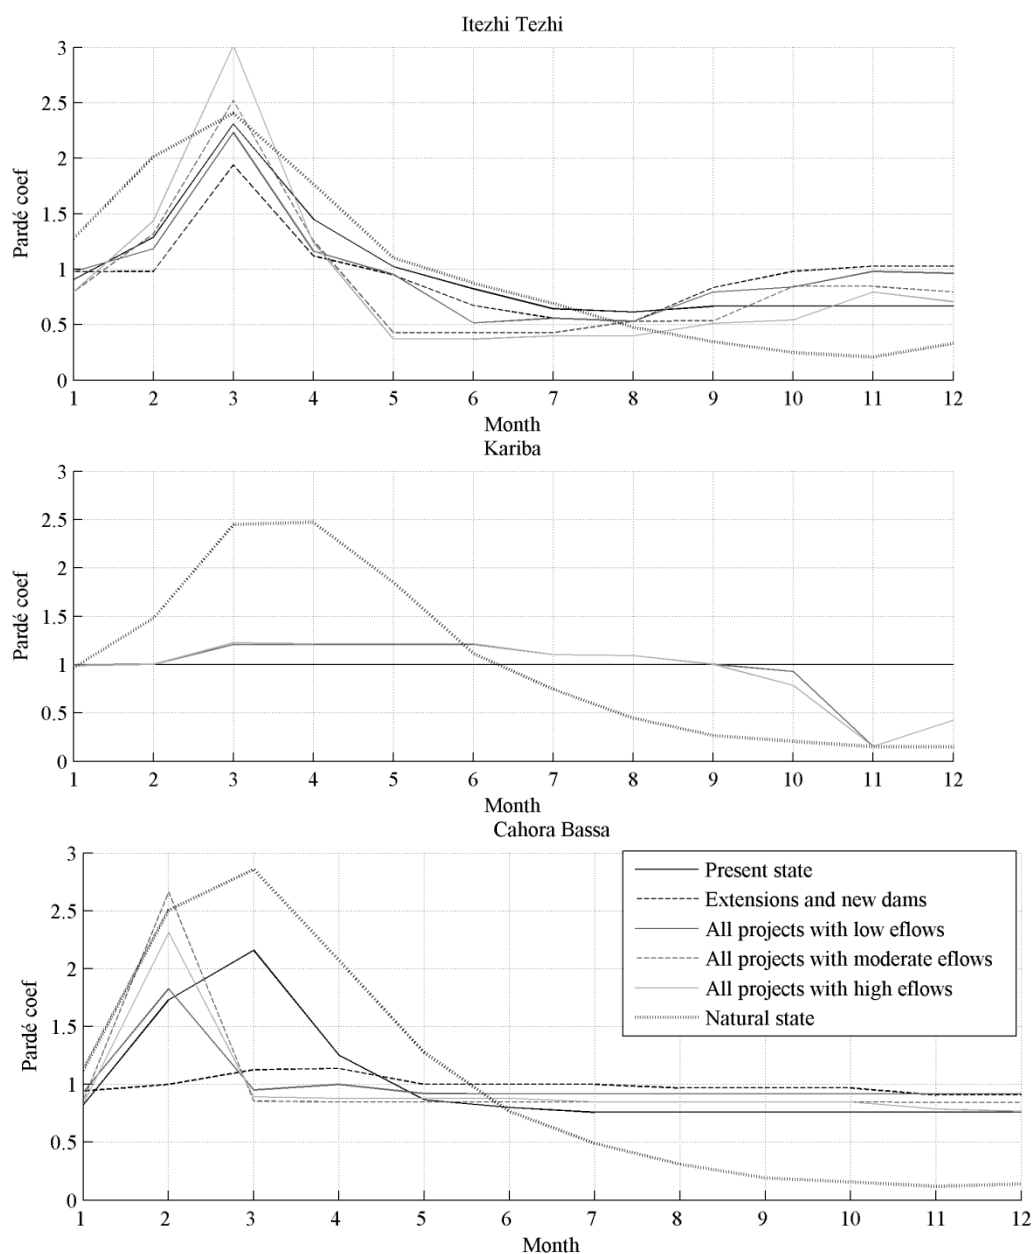 Itezhi Tezhi
3
2.5
2
1.5
1
0.5
0
Pardé coef
1 2 3 4 5 6 7 8 9 10 11 12
Month
Kariba
3
2.5
2
1.5
1
0.5
0
Pardé coef
1 2 3 4 5 6 7 8 9 10 11 12
Month
Cahora Bassa
3
2.5
2
1.5
1
0.5
0
Pardé coef
Present state
Extensions and new dams
All projects with low eflows
All projects with moderate eflows
All projects with high eflows
Natural state
1 2 3 4 5 6 7 8 9 10 11 12
Month